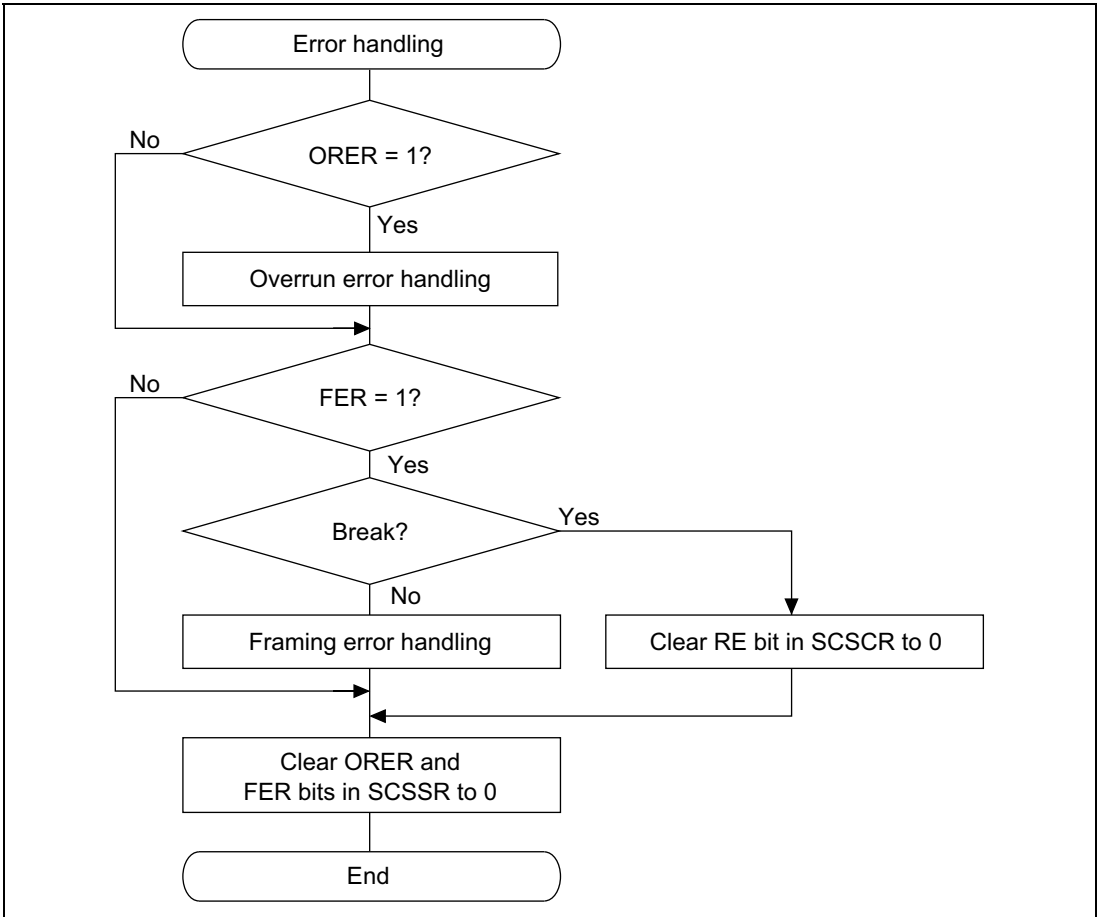 Error handling
No
ORER = 1?
Yes
Overrun error handling
No
FER = 1?
Yes
Break?
Yes
No
Framing error handling
Clear RE bit in SCSCR to 0
Clear ORER and
FER bits in SCSSR to 0
End